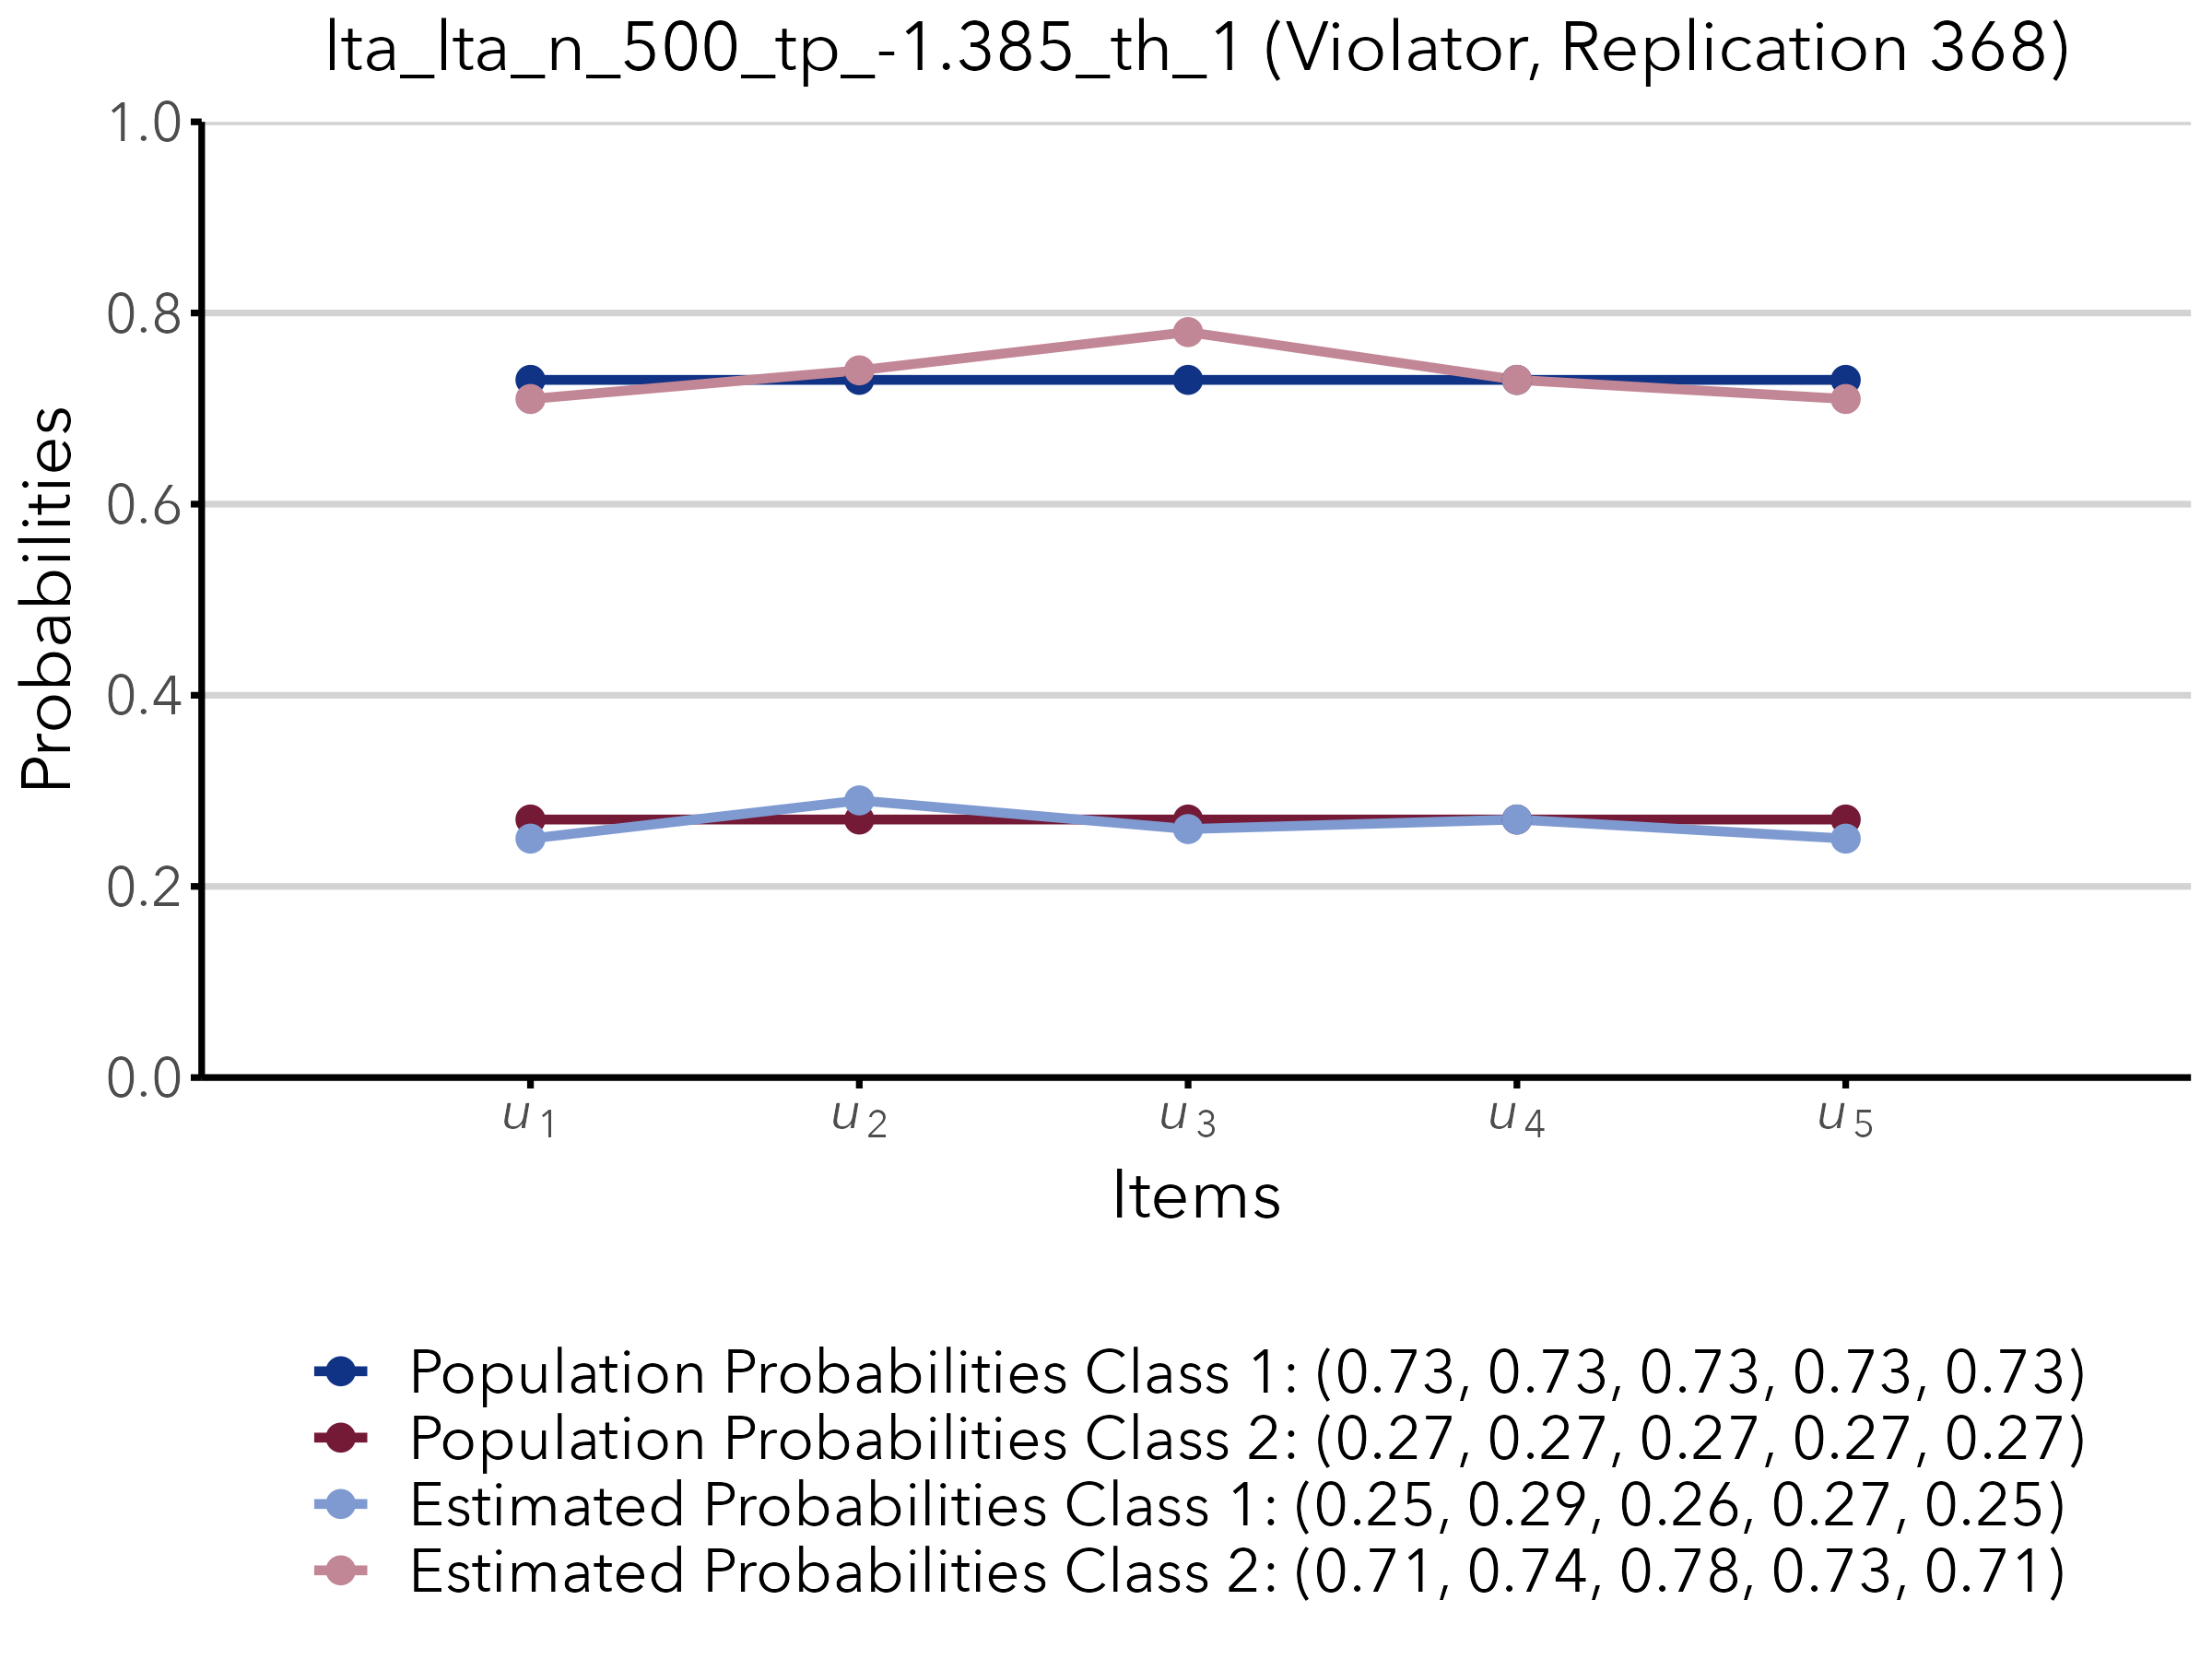 lta_lta_n_500_tp_-1.385_th_1 (Violator, Replication 368)
1.0
0.8
0.6
0.4
0.2
0.0
Probabilities
u1 u2 u3 u4 u5
Items
Population Probabilities Class 1: (0.73, 0.73, 0.73, 0.73, 0.73)
Population Probabilities Class 2: (0.27, 0.27, 0.27, 0.27, 0.27)
Estimated Probabilities Class 1: (0.25, 0.29, 0.26, 0.27, 0.25)
Estimated Probabilities Class 2: (0.71, 0.74, 0.78, 0.73, 0.71)